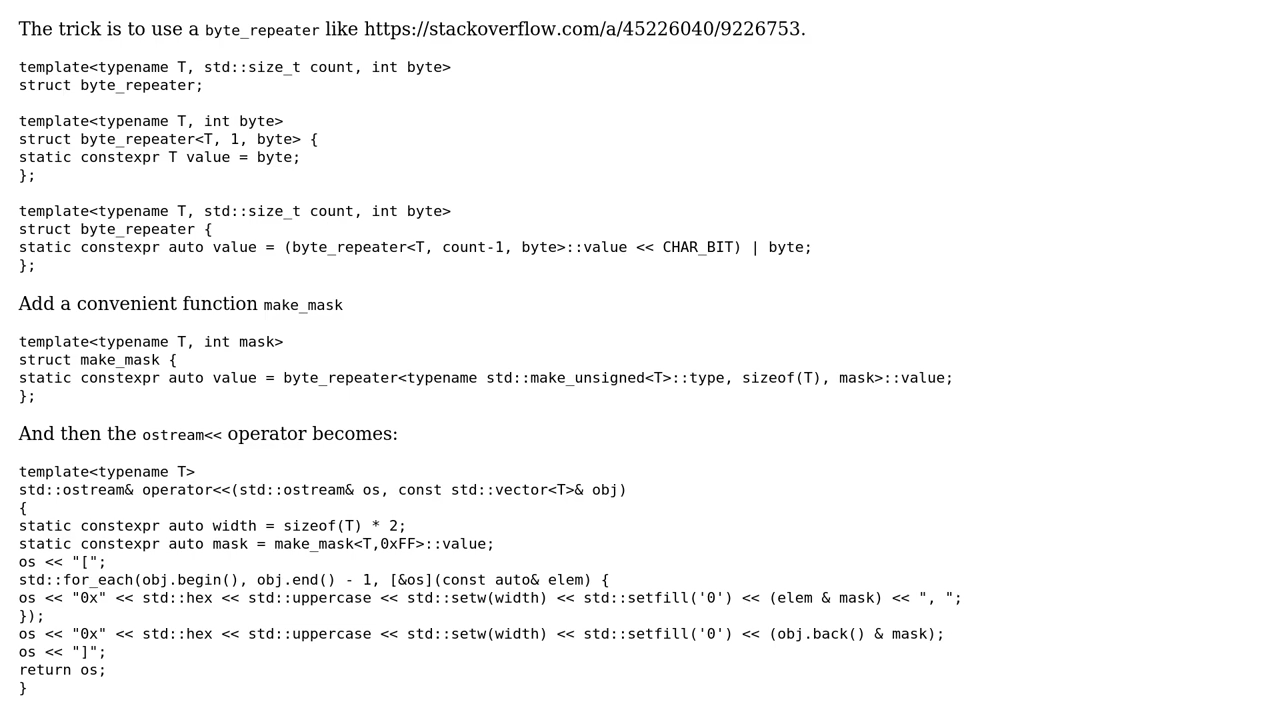 The trick is to use a byte_repeater like https://stackoverflow.com/a/45226040/9226753.
template<typename T, std::size_t count, int byte>
struct byte_repeater;
template<typename T, int byte>
struct byte_repeater<T, 1, byte> {
static constexpr T value = byte;
};
template<typename T, std::size_t count, int byte>
struct byte_repeater {
static constexpr auto value = (byte_repeater<T, count-1, byte>::value << CHAR_BIT) | byte;
};
Add a convenient function make_mask
template<typename T, int mask>
struct make_mask {
static constexpr auto value = byte_repeater<typename std::make_unsigned<T>::type, sizeof(T), mask>::value;
};
And then the ostream<< operator becomes:
template<typename T>
std::ostream& operator<<(std::ostream& os, const std::vector<T>& obj)
{
static constexpr auto width = sizeof(T) * 2;
static constexpr auto mask = make_mask<T,0xFF>::value;
os << "[";
std::for_each(obj.begin(), obj.end() - 1, [&os](const auto& elem) {
os << "0x" << std::hex << std::uppercase << std::setw(width) << std::setfill('0') << (elem & mask) << ", ";
});
os << "0x" << std::hex << std::uppercase << std::setw(width) << std::setfill('0') << (obj.back() & mask);
os << "]";
return os;
}